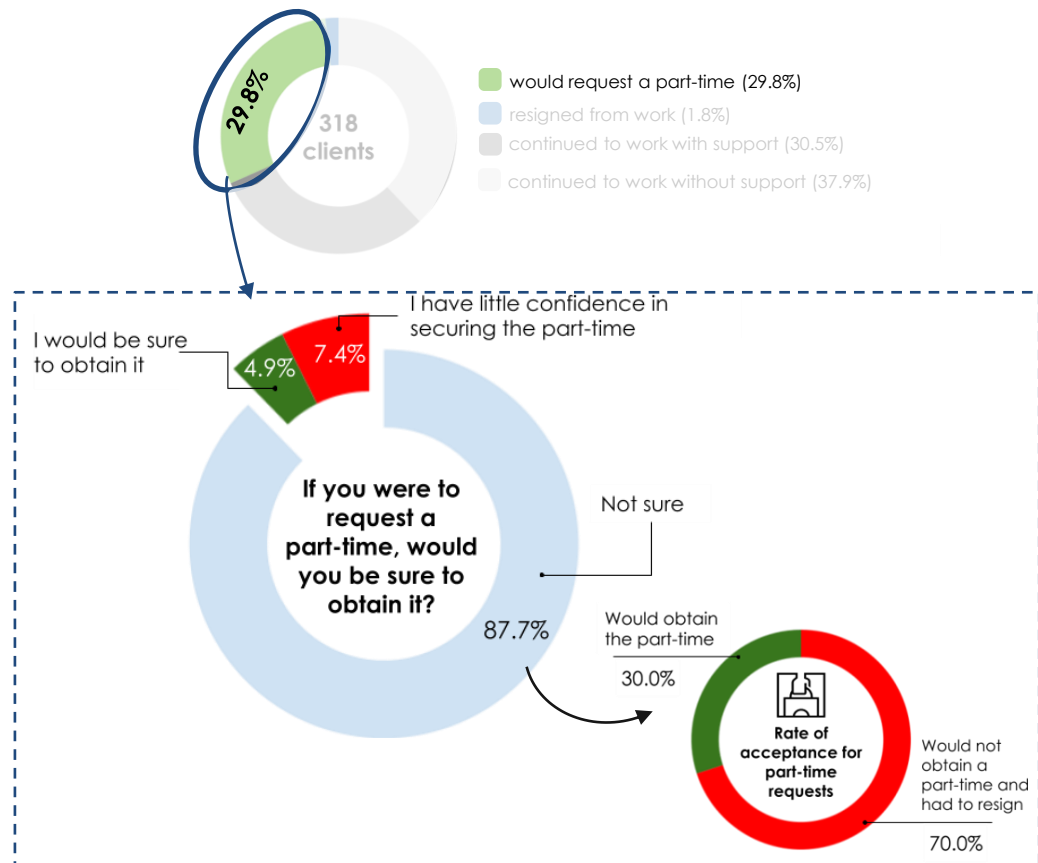 29.8%
318
clients
would request a part-time (29.8%)
resigned from work (1.8%)
continued to work with support (30.5%)
continued to work without support (37.9%)
I have little confidence in
securing the part-time
I would be sure
to obtain it
4.9%
7.4%
If you were to
request a
part-time, would
you be sure to
obtain it?
Not sure
87.7%
Would obtain
the part-time
30.0%
Rate of
acceptance for
part-time
requests
Would not
obtain a
part-time and
had to resign
70.0%